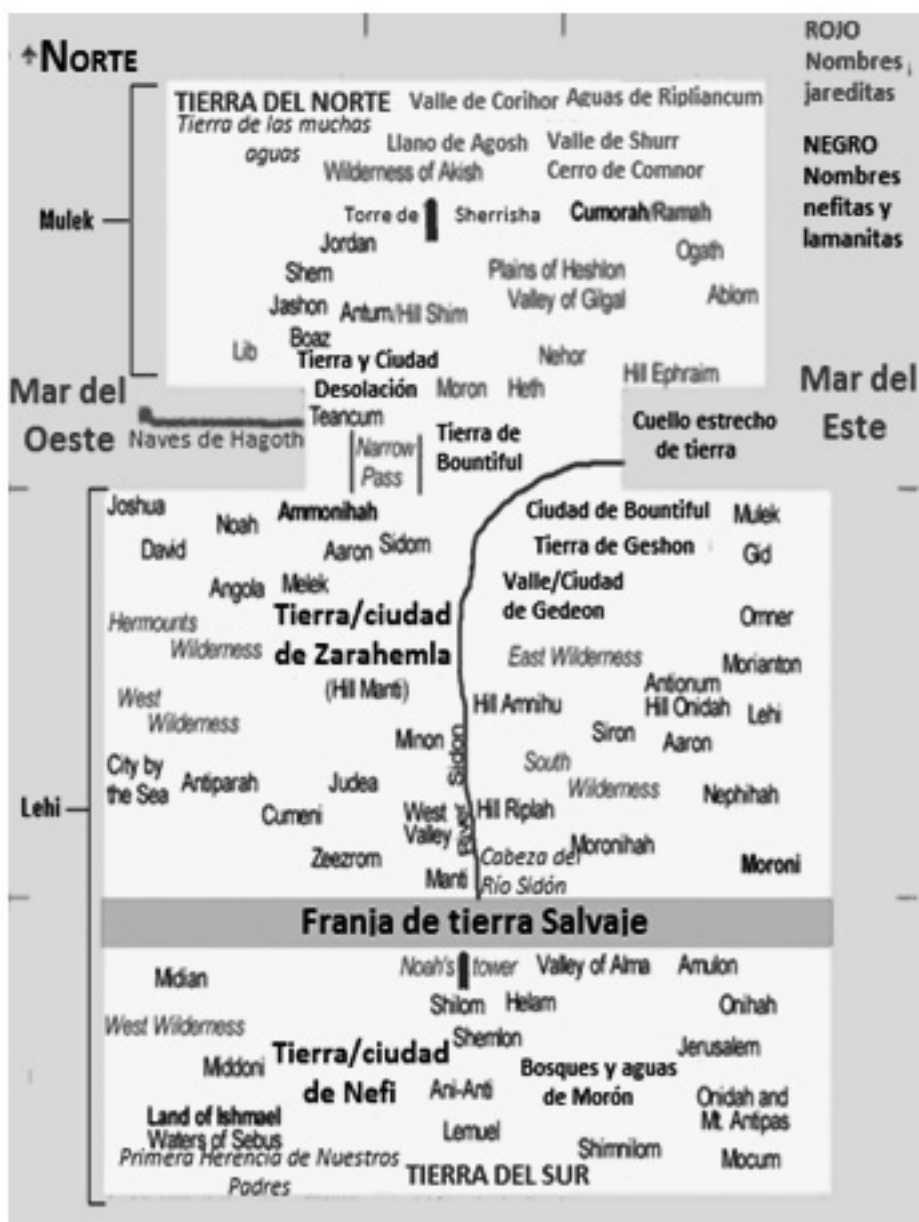 NORTE
ROJO
Nombres
jareditas
NEGRO
Nombres
nefitas y
lamanitas
TIERRA DEL NORTE
Tierra de las muchas
aguas
Valle de Corihor
Aguas de Ripliancum
Llano de Agosh
Valle de Shurr
Wilderness of Akish
Cerro de Comnor
Mulek
Torre de
Sherrisha
Cumorah/Ramah
Jordan
Ogath
Shem
Plains of Heshlon
Jashon
Antum/Hill Shim
Valley of Gilgal
Ablom
Boaz
Lib
Tierra y Ciudad
Desolación
Nehor
Moron
Heth
Hill Ephraim
Mar del
Oeste
Mar del
Este
Naves de Hagoth
Teancum
Narrow
Pass
Tierra de
Bountiful
Cuello estrecho
de tierra
Joshua
Noah
Ammonihah
Ciudad de Bountiful
Mulek
David
Aaron
Sidom
Tierra de Geshon
Gid
Angola
Melek
Valle/Ciudad
de Gedeon
Hermounts
Wilderness
Tierra/ciudad
de Zarahemla
(Hill Manti)
Omner
East Wilderness
Morianton
West
Wilderness
Antionum
Hill Onidah
Hill Amnihu
Lehi
Minon
Siron
Aaron
City by
the Sea
Antiparah
Judea
South
Wilderness
Nephihah
Lehi
Cumeni
West
Valley
River Sidon
Hill Riplah
Zeezrom
Moronihah
Manti
Cabeza del
Río Sidón
Moroni
Franja de tierra Salvaje
Midian
Noah's
tower
Valley of Alma
Amulon
Shilom
Helam
Onihah
West Wilderness
Shemlon
Jerusalem
Middoni
Tierra/ciudad
de Nefi
Ani-Anti
Bosques y aguas
de Morón
Onidah and
Mt. Antipas
Land of Ishmael
Waters of Sebus
Lemuel
Shimnilom
Mocum
Primera Herencia de Nuestros
Padres
TIERRA DEL SUR